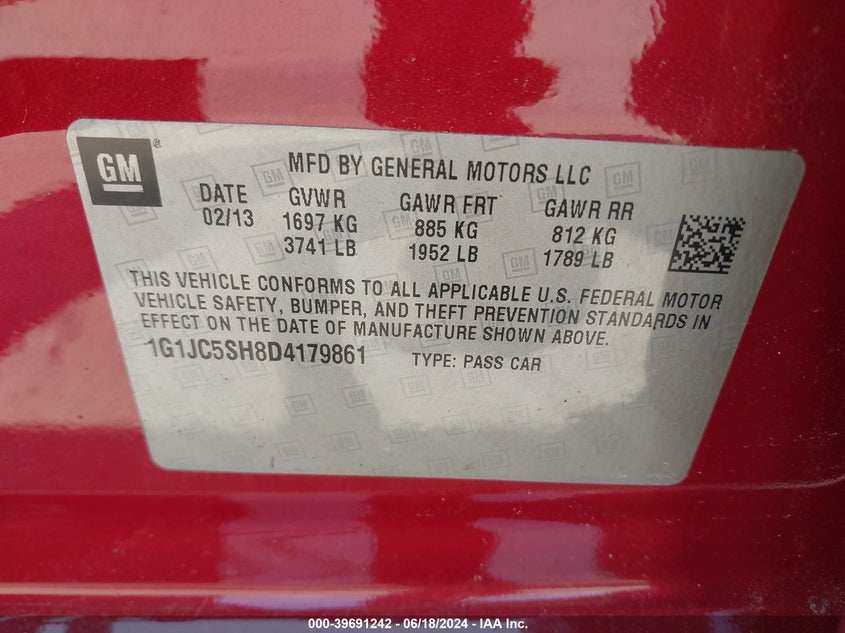 GM ®
MFD BY GENERAL MOTORS LLC
DATE GVWR GAWR FRT GAWR RR
02/13 1697 KG 885 KG 812 KG
3741 LB 1952 LB 1789 LB
THIS VEHICLE CONFORMS TO ALL APPLICABLE U.S. FEDERAL MOTOR
VEHICLE SAFETY, BUMPER, AND THEFT PREVENTION STANDARDS IN
EFFECT ON THE DATE OF MANUFACTURE SHOWN ABOVE.
1G1JC5SH8D4179861 TYPE: PASS CAR
000-39691242 - 06/18/2024 - IAA Inc.